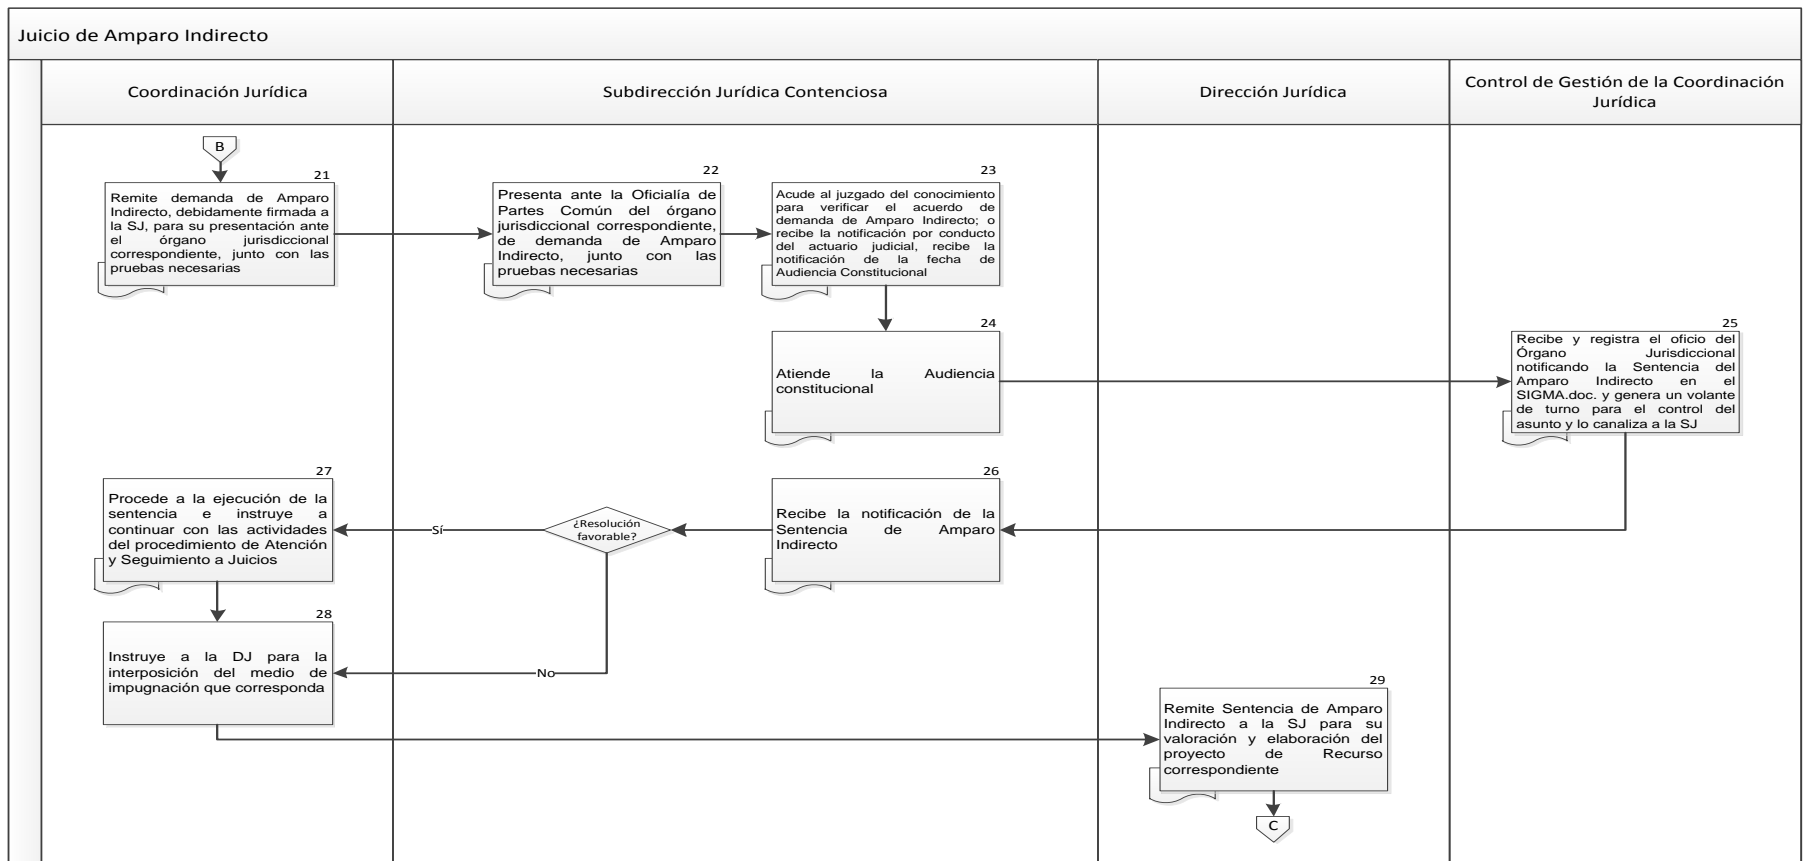 Juicio de Amparo Indirecto
Coordinación Jurídica
Subdirección Jurídica Contenciosa
Dirección Jurídica
Control de Gestión de la Coordinación
Jurídica
B
21
Remite demanda de Amparo
Indirecto, debidamente firmada a
la SJ, para su presentación ante
el órgano jurisdiccional
correspondiente, junto con las
pruebas necesarias
22
Presenta ante la Oficialía de
Partes Común del órgano
jurisdiccional correspondiente,
de demanda de Amparo
Indirecto, junto con las
pruebas necesarias
23
Acude al juzgado del conocimiento
para verificar el acuerdo de
demanda de Amparo Indirecto; o
recibe la notificación por conducto
del actuario judicial, recibe la
notificación de la fecha de
Audiencia Constitucional
24
Atiende la Audiencia
constitucional
25
Recibe y registra el oficio del
Órgano Jurisdiccional
notificando la Sentencia del
Amparo Indirecto en el
SIGMA.doc. y genera un volante
de turno para el control del
asunto y lo canaliza a la SJ
26
Recibe la notificación de la
Sentencia de Amparo
Indirecto
¿Resolución
favorable?
Sí
No
27
Procede a la ejecución de la
sentencia e instruye a
continuar con las actividades
del procedimiento de Atención
y Seguimiento a Juicios
28
Instruye a la DJ para la
interposición del medio de
impugnación que corresponda
29
Remite Sentencia de Amparo
Indirecto a la SJ para su
valoración y elaboración del
proyecto de Recurso
correspondiente
C